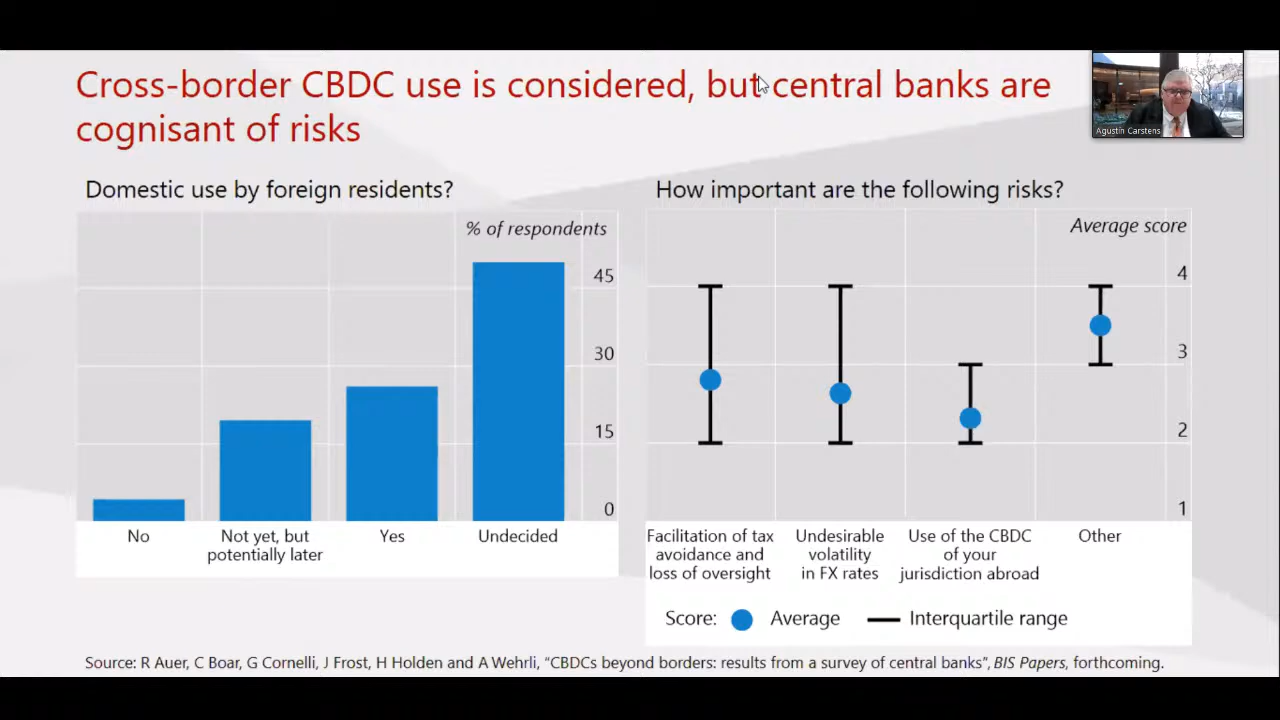 Cross-border CBDC use is considered, but central banks are
cognisant of risks
Agustín Carstens
Domestic use by foreign residents?
% of respondents
45
30
15
0
No
Not yet, but
potentially later
Yes
Undecided
How important are the following risks?
Average score
4
3
2
1
Facilitation of tax
avoidance and
loss of oversight
Undesirable
volatility
in FX rates
Use of the CBDC
of your
jurisdiction abroad
Other
Score: Average Interquartile range
Source: R Auer, C Boar, G Cornelli, J Frost, H Holden and A Wehrli, “CBDCs beyond borders: results from a survey of central banks”, BIS Papers, forthcoming.